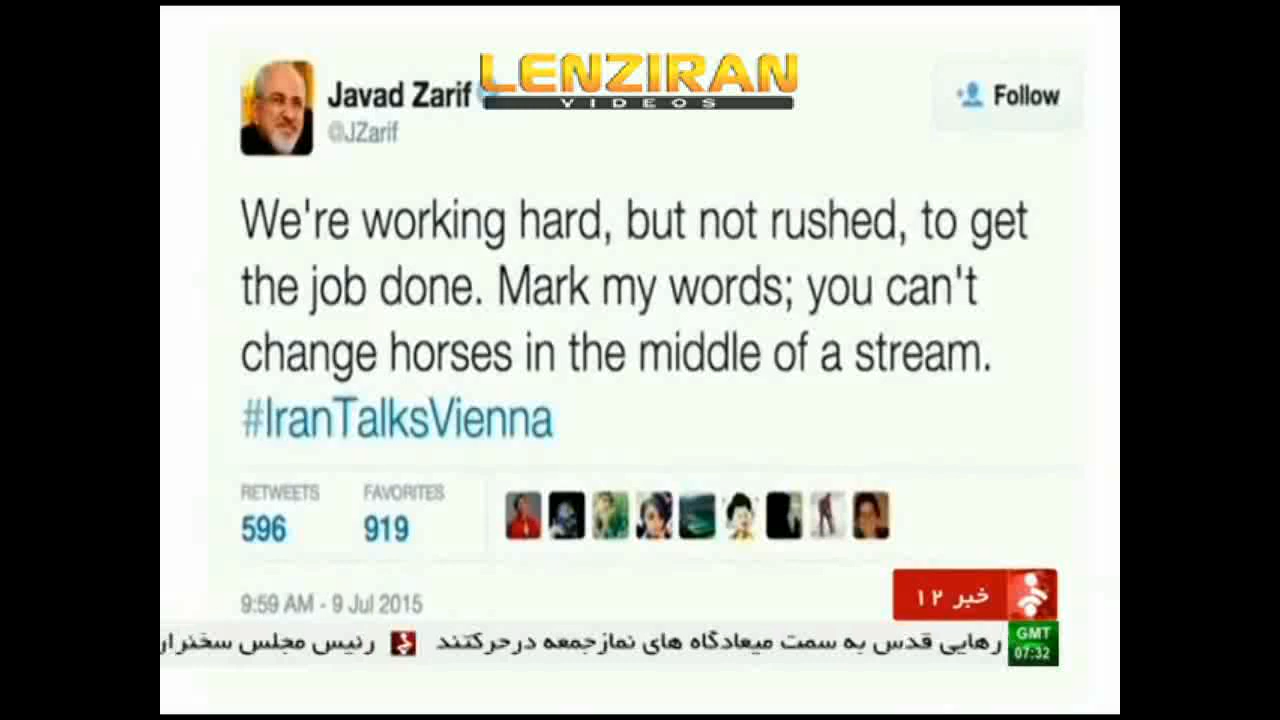 LENZIRAN
VIDEOS
Javad Zarif
@JZarif
Follow
We're working hard, but not rushed, to get
the job done. Mark my words; you can't
change horses in the middle of a stream.
#IranTalksVienna
RETWEETS FAVORITES
596 919
9:59 AM - 9 Jul 2015
خبر ۱۲
رهایی قدس به سمت میعادگاه های نمازجمعه درحرکتند رئیس مجلس سخنرار
GMT
07:32